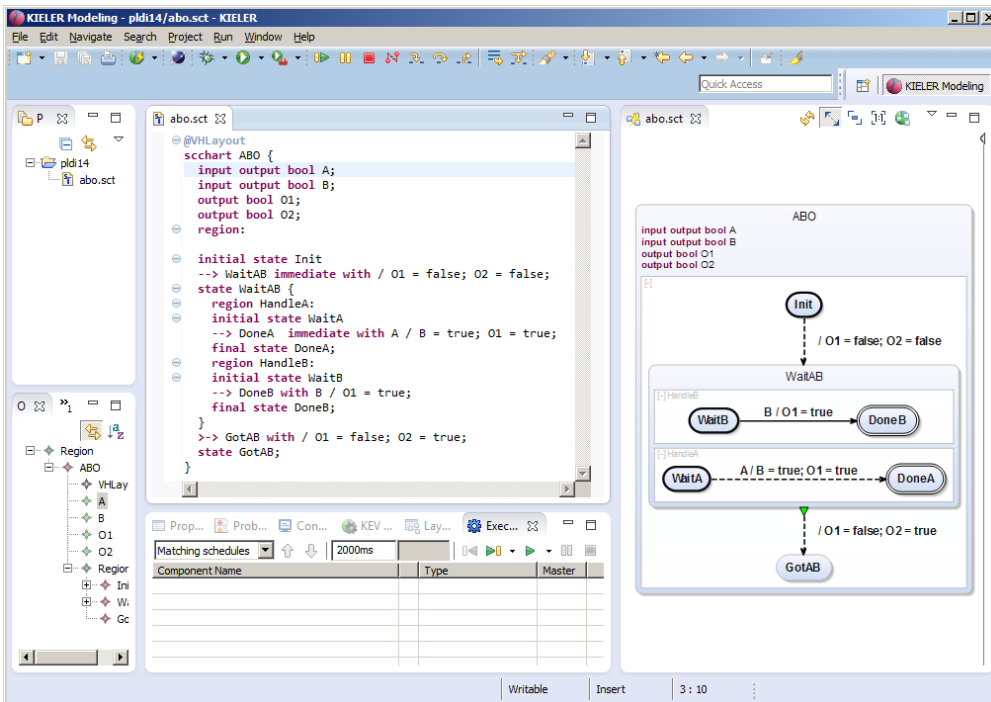 KIELER Modeling - pldi14/abo.sct - KIELER
File Edit Navigate Search Project Run Window Help
Quick Access
KIELER Modeling
P
pldi14
abo.sct
abo.sct
@VHLayout
scchart ABO {
input output bool A;
input output bool B;
output bool O1;
output bool O2;
region:
initial state Init
--> WaitAB immediate with / O1 = false; O2 = false;
state WaitAB {
region HandleA:
initial state WaitA
--> DoneA  immediate with A / B = true; O1 = true;
final state DoneA;
region HandleB:
initial state WaitB
--> DoneB with B / O1 = true;
final state DoneB;
}
>-> GotAB with / O1 = false; O2 = true;
state GotAB;
}
abo.sct
ABO
input output bool A
input output bool B
output bool O1
output bool O2
[-]
Init
/ O1 = false; O2 = false
WaitAB
[-] HandleB
WaitB
B / O1 = true
DoneB
[-] HandleA
WaitA
A / B = true; O1 = true
DoneA
/ O1 = false; O2 = true
GotAB
O
»1
Region
ABO
VHLay
A
B
O1
O2
Region
Ini
Wa
Go
Prop... Prob... Con... KEV ... Lay... Exec...
Matching schedules 2000ms
Component Name Type Master
Writable Insert 3 : 10